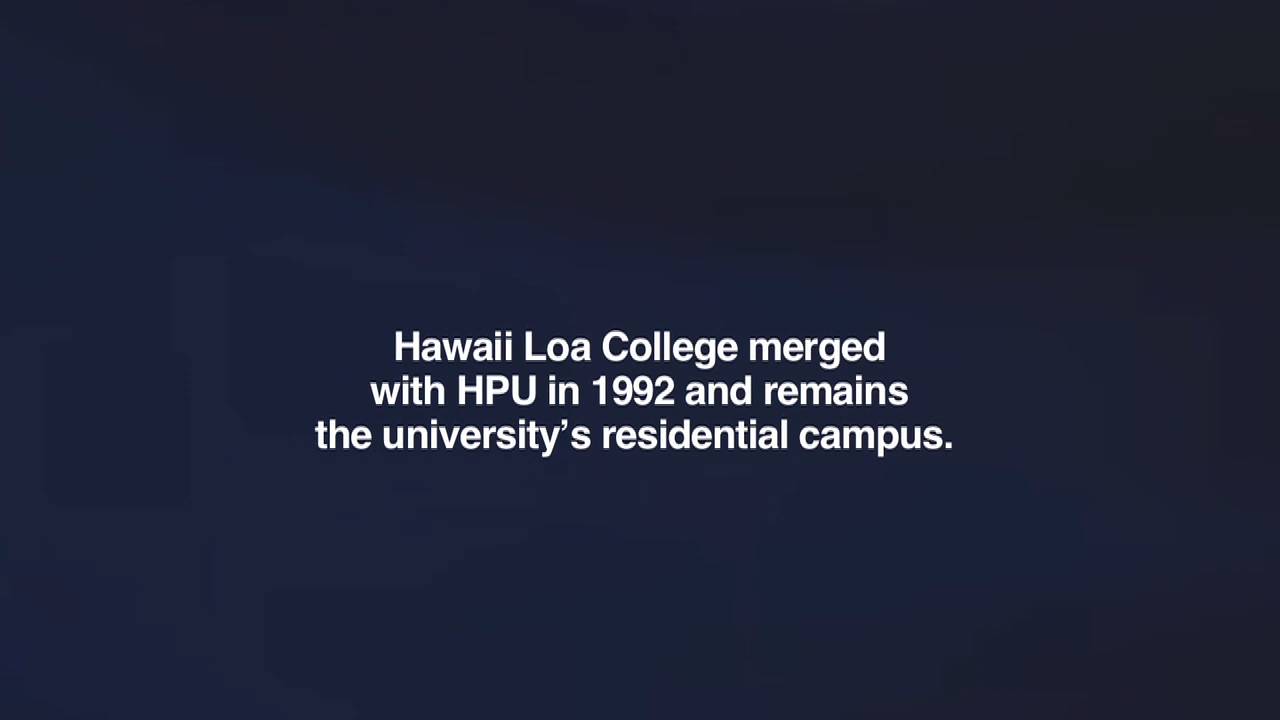 Hawaii Loa College merged
with HPU in 1992 and remains
the university’s residential campus.